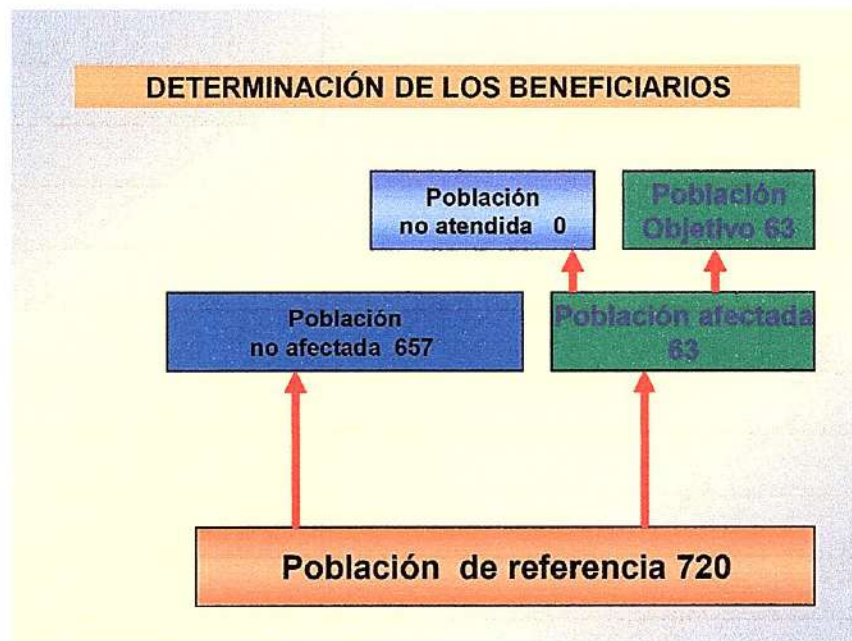 DETERMINACIÓN DE LOS BENEFICIARIOS
Población
no atendida 0
Población
Objetivo 63
Población
no afectada 657
Población afectada
63
Población de referencia 720